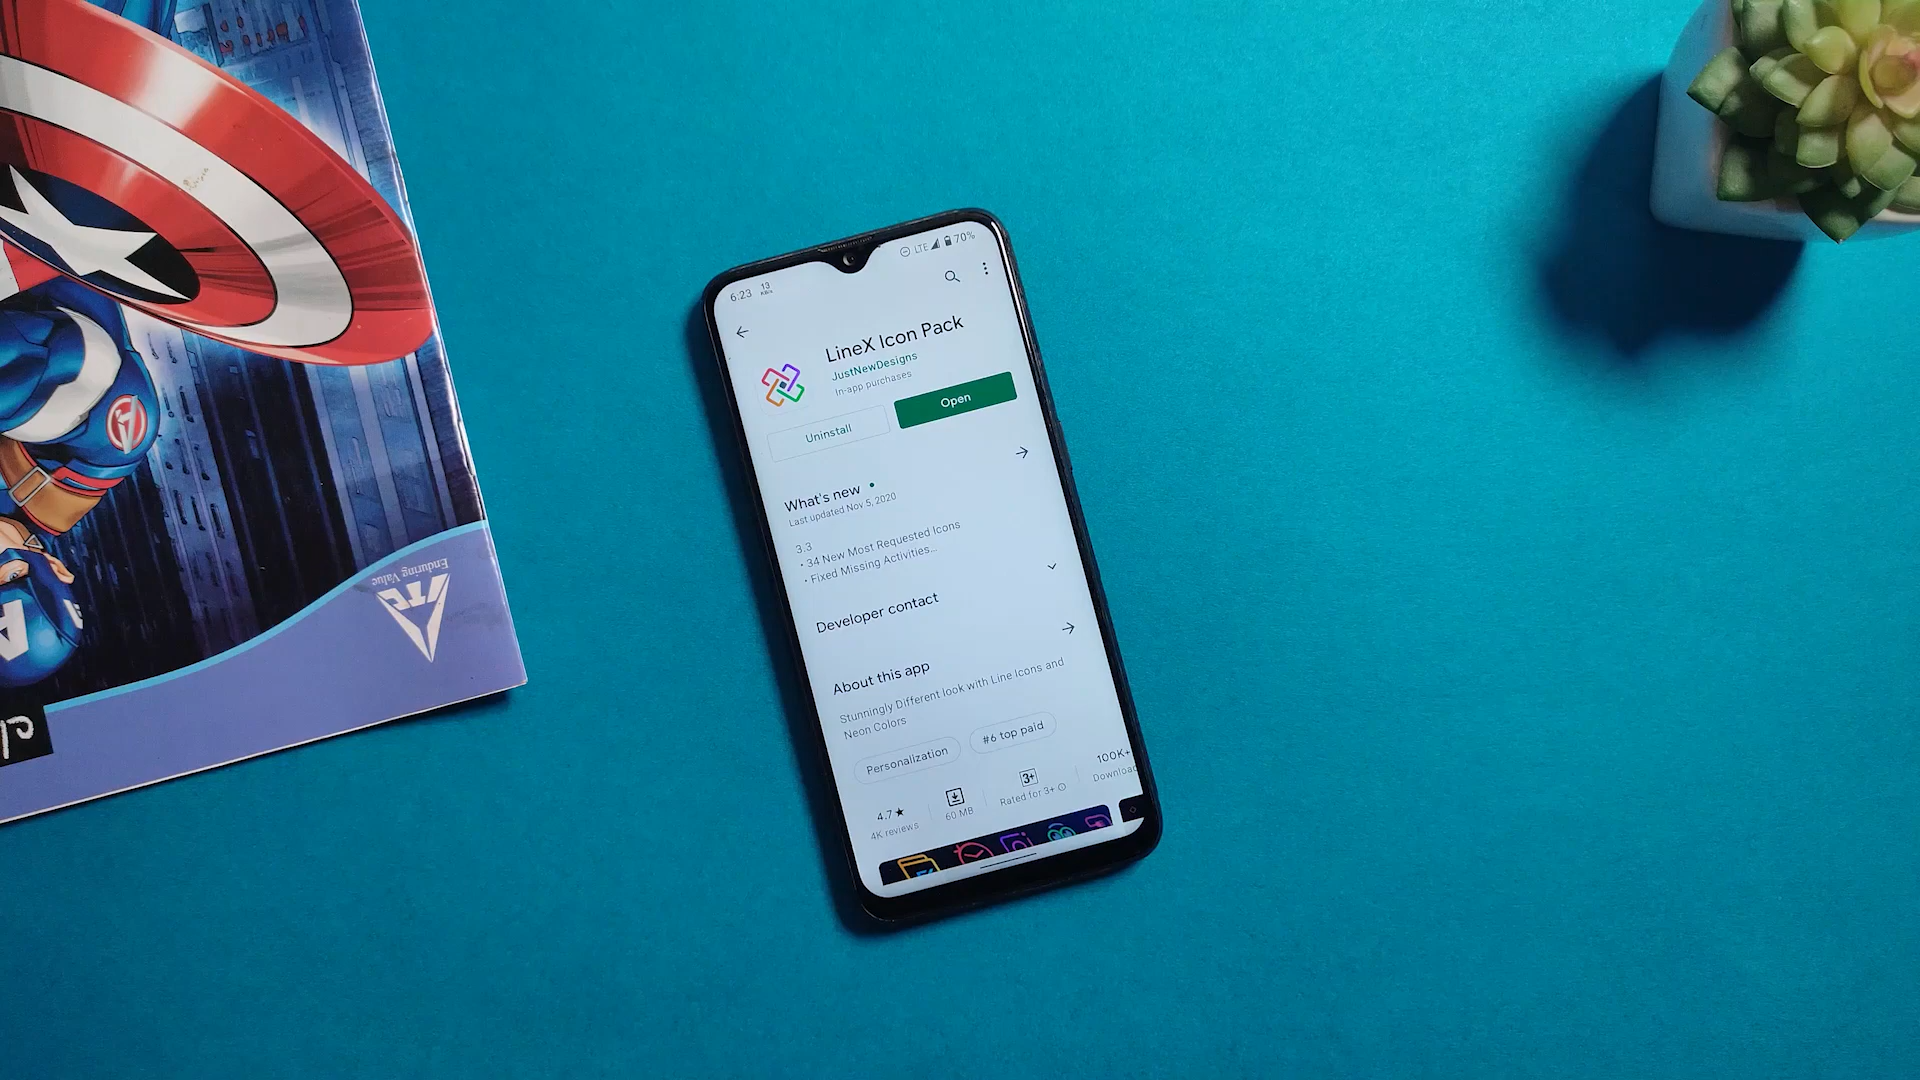 6:23
13
KB/s
LTE
70%
LineX Icon Pack
JustNewDesigns
In-app purchases
Uninstall
Open
What's new
Last updated Nov 5, 2020
3.3
• 34 New Most Requested Icons
• Fixed Missing Activities...
Developer contact
About this app
Stunningly Different look with Line Icons and
Neon Colors
Personalization
#6 top paid
4.7★
4K reviews
60 MB
3+
Rated for 3+
100K+
ITC
Enduring Value
A